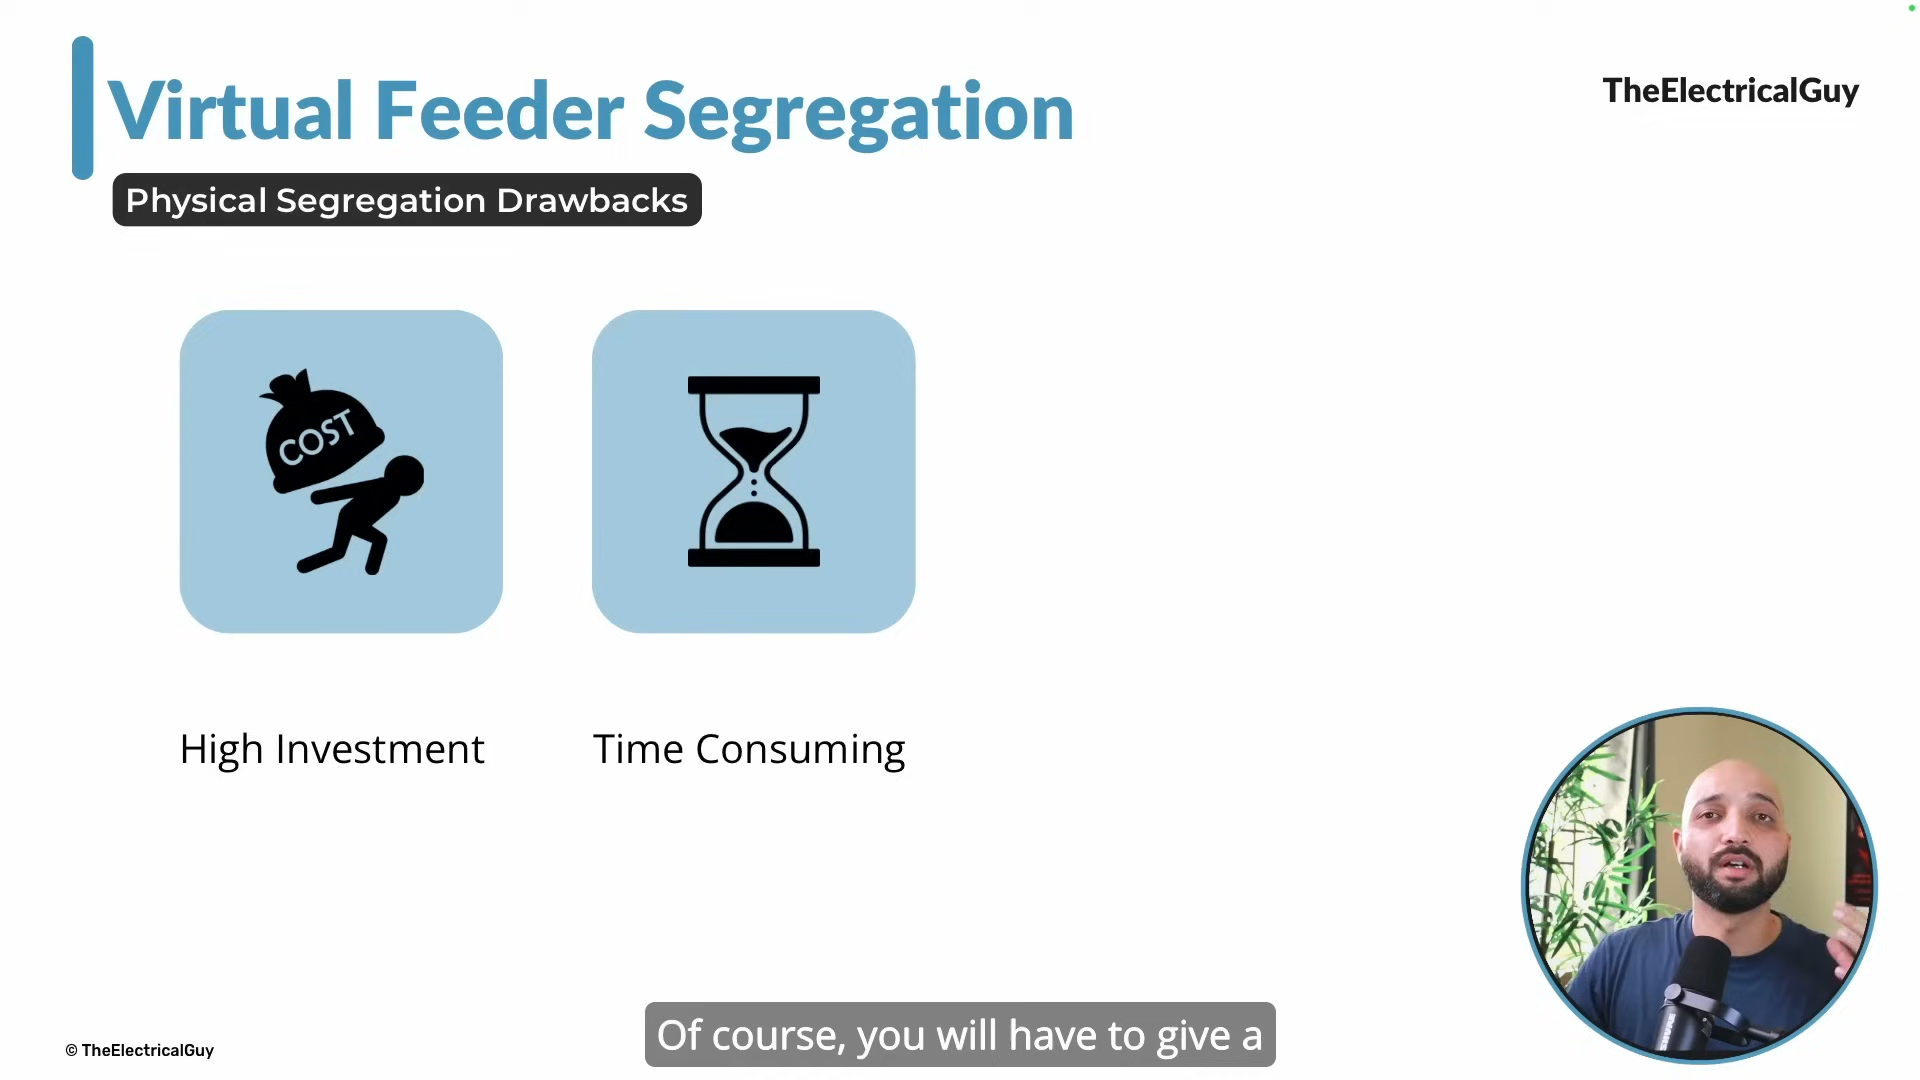 Virtual Feeder Segregation
TheElectricalGuy
Physical Segregation Drawbacks
COST
High Investment
Time Consuming
Of course, you will have to give a
© TheElectricalGuy